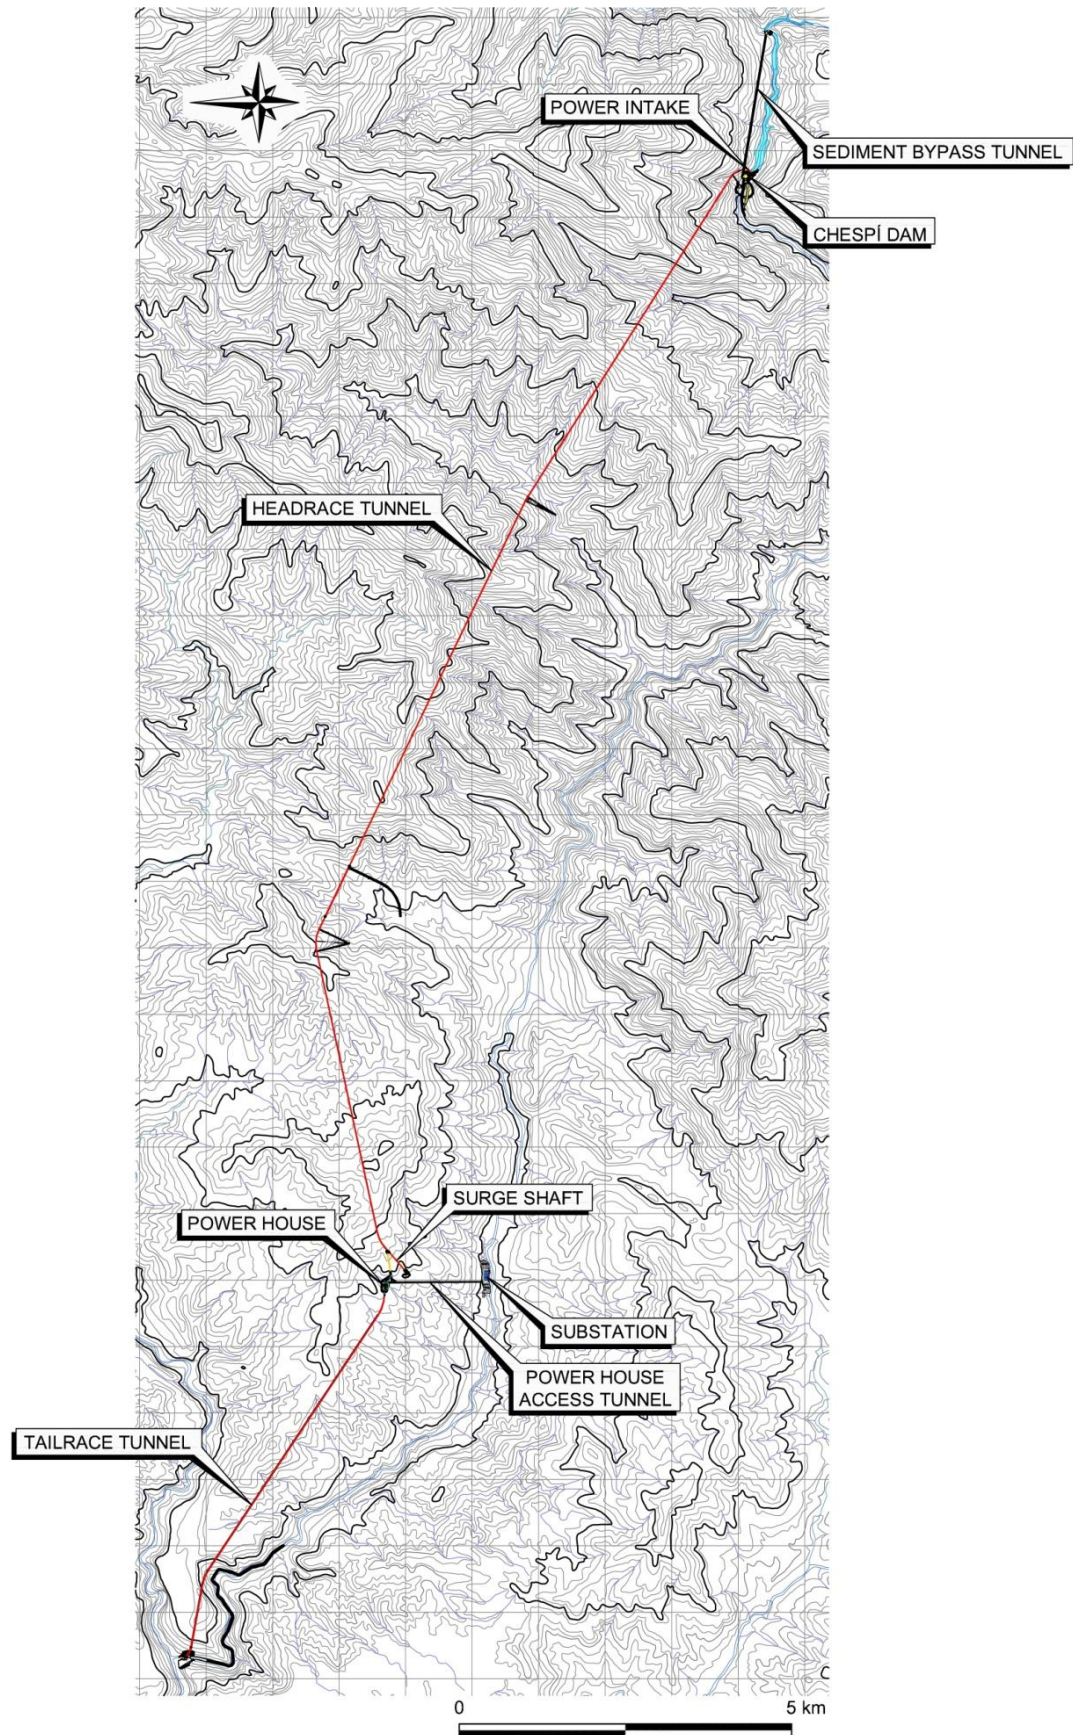 POWER INTAKE
SEDIMENT BYPASS TUNNEL
CHESPÍ DAM
HEADRACE TUNNEL
SURGE SHAFT
POWER HOUSE
SUBSTATION
POWER HOUSE
ACCESS TUNNEL
TAILRACE TUNNEL
0 5 km